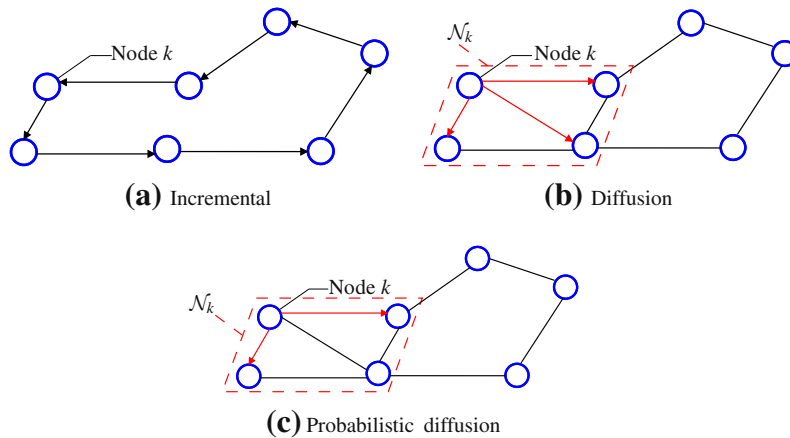 Node k
(a) Incremental
𝒩k
Node k
(b) Diffusion
𝒩k
Node k
(c) Probabilistic diffusion